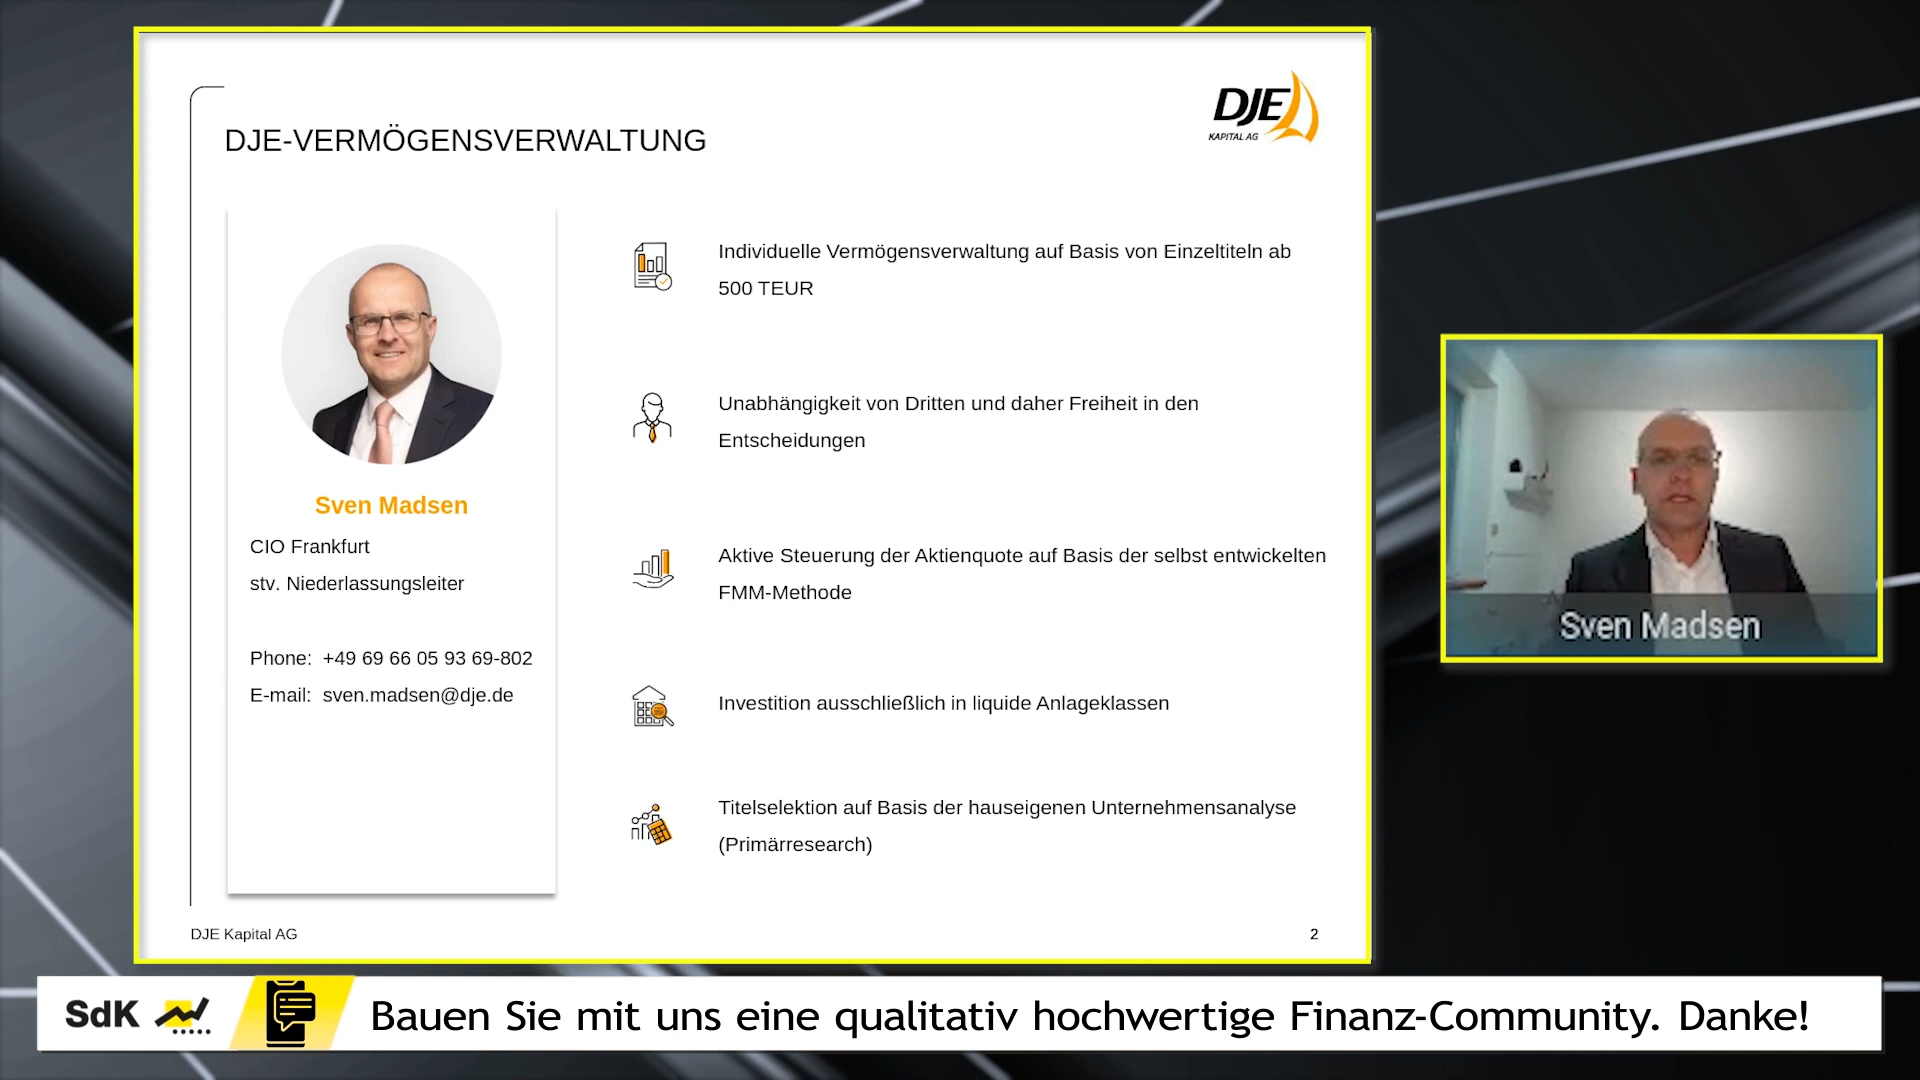 DJE-VERMÖGENSVERWALTUNG
DJE
KAPITAL AG
Sven Madsen
CIO Frankfurt
stv. Niederlassungsleiter
Phone: +49 69 66 05 93 69-802
E-mail: sven.madsen@dje.de
Individuelle Vermögensverwaltung auf Basis von Einzeltiteln ab
500 TEUR
Unabhängigkeit von Dritten und daher Freiheit in den
Entscheidungen
Aktive Steuerung der Aktienquote auf Basis der selbst entwickelten
FMM-Methode
Investition ausschließlich in liquide Anlageklassen
Titelselektion auf Basis der hauseigenen Unternehmensanalyse
(Primärresearch)
DJE Kapital AG
2
Sven Madsen
SdK
Bauen Sie mit uns eine qualitativ hochwertige Finanz-Community. Danke!